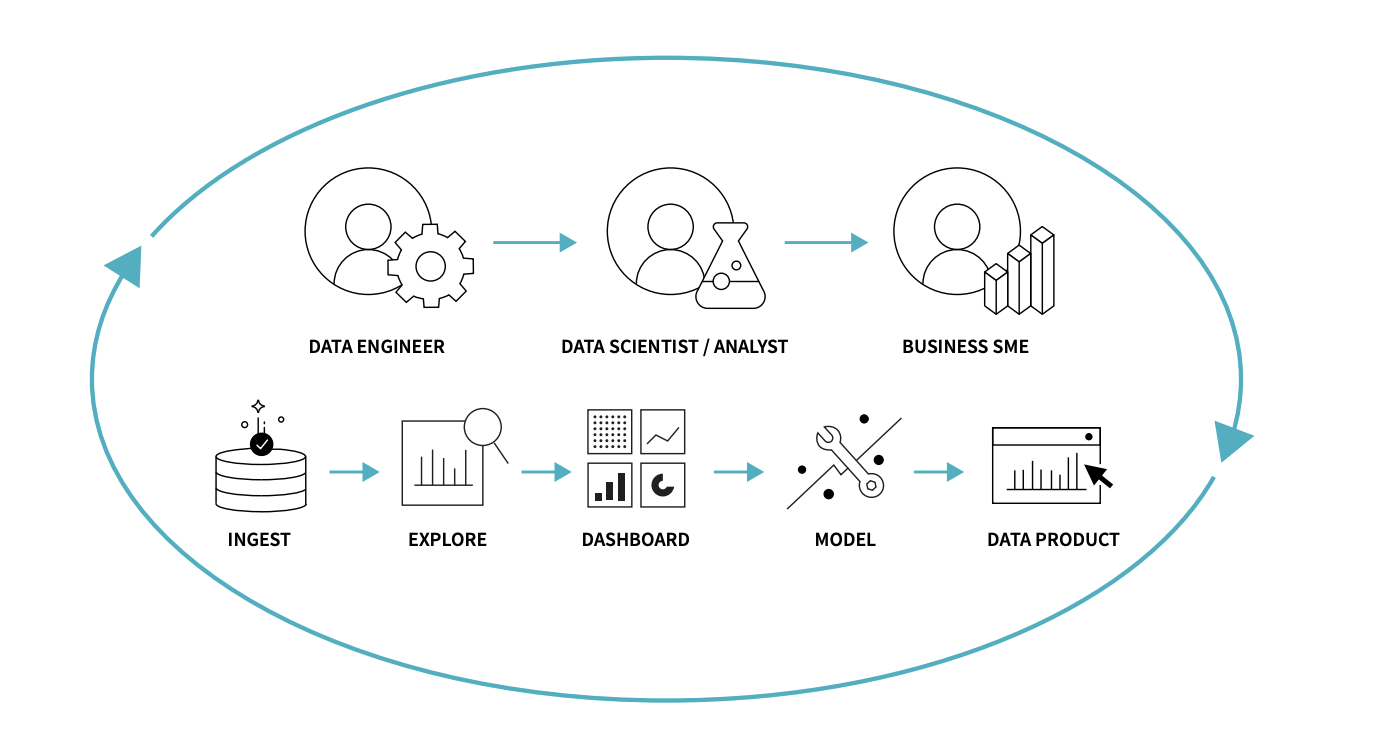 DATA ENGINEER
DATA SCIENTIST / ANALYST
BUSINESS SME
INGEST
EXPLORE
DASHBOARD
MODEL
DATA PRODUCT